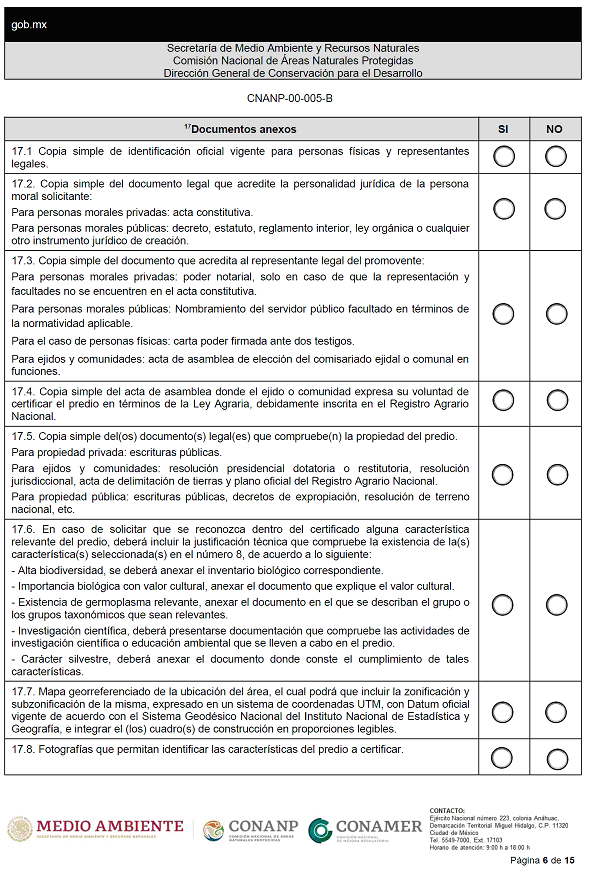 gob.mx
Secretaría de Medio Ambiente y Recursos Naturales
Comisión Nacional de Áreas Naturales Protegidas
Dirección General de Conservación para el Desarrollo
CNANP-00-005-B
17Documentos anexos SI NO
17.1 Copia simple de identificación oficial vigente para personas físicas y representantes
legales.
17.2. Copia simple del documento legal que acredite la personalidad jurídica de la persona
moral solicitante:
Para personas morales privadas: acta constitutiva.
Para personas morales públicas: decreto, estatuto, reglamento interior, ley orgánica o cualquier
otro instrumento jurídico de creación.
17.3. Copia simple del documento que acredita al representante legal del promovente:
Para personas morales privadas: poder notarial, solo en caso de que la representación y
facultades no se encuentren en el acta constitutiva.
Para personas morales públicas: Nombramiento del servidor público facultado en términos de
la normatividad aplicable.
Para el caso de personas físicas: carta poder firmada ante dos testigos.
Para ejidos y comunidades: acta de asamblea de elección del comisariado ejidal o comunal en
funciones.
17.4. Copia simple del acta de asamblea donde el ejido o comunidad expresa su voluntad de
certificar el predio en términos de la Ley Agraria, debidamente inscrita en el Registro Agrario
Nacional.
17.5. Copia simple del(os) documento(s) legal(es) que compruebe(n) la propiedad del predio.
Para propiedad privada: escrituras públicas.
Para ejidos y comunidades: resolución presidencial dotatoria o restitutoria, resolución
jurisdiccional, acta de delimitación de tierras y plano oficial del Registro Agrario Nacional.
Para propiedad pública: escrituras públicas, decretos de expropiación, resolución de terreno
nacional, etc.
17.6. En caso de solicitar que se reconozca dentro del certificado alguna característica
relevante del predio, deberá incluir la justificación técnica que compruebe la existencia de la(s)
característica(s) seleccionada(s) en el número 8, de acuerdo a lo siguiente:
- Alta biodiversidad, se deberá anexar el inventario biológico correspondiente.
- Importancia biológica con valor cultural, anexar el documento que explique el valor cultural.
- Existencia de germoplasma relevante, anexar el documento en el que se describan el grupo o
los grupos taxonómicos que sean relevantes.
- Investigación científica, deberá presentarse documentación que compruebe las actividades de
investigación científica o educación ambiental que se lleven a cabo en el predio.
- Carácter silvestre, deberá anexar el documento donde conste el cumplimiento de tales
características.
17.7. Mapa georreferenciado de la ubicación del área, el cual podrá que incluir la zonificación y
subzonificación de la misma, expresado en un sistema de coordenadas UTM, con Datum oficial
vigente de acuerdo con el Sistema Geodésico Nacional del Instituto Nacional de Estadística y
Geografía, e integrar el (los) cuadro(s) de construcción en proporciones legibles.
17.8. Fotografías que permitan identificar las características del predio a certificar.
MEDIO AMBIENTE
SECRETARÍA DE MEDIO AMBIENTE Y RECURSOS NATURALES
CONANP
COMISIÓN NACIONAL DE ÁREAS
NATURALES PROTEGIDAS
CONAMER
COMISIÓN NACIONAL
DE MEJORA REGULATORIA
CONTACTO:
Ejército Nacional número 223, colonia Anáhuac,
Demarcación Territorial Miguel Hidalgo, C.P. 11320
Ciudad de México
Tel. 5549-7000, Ext. 17103
Horario de atención: 9:00 h a 18:00 h
Página 6 de 15